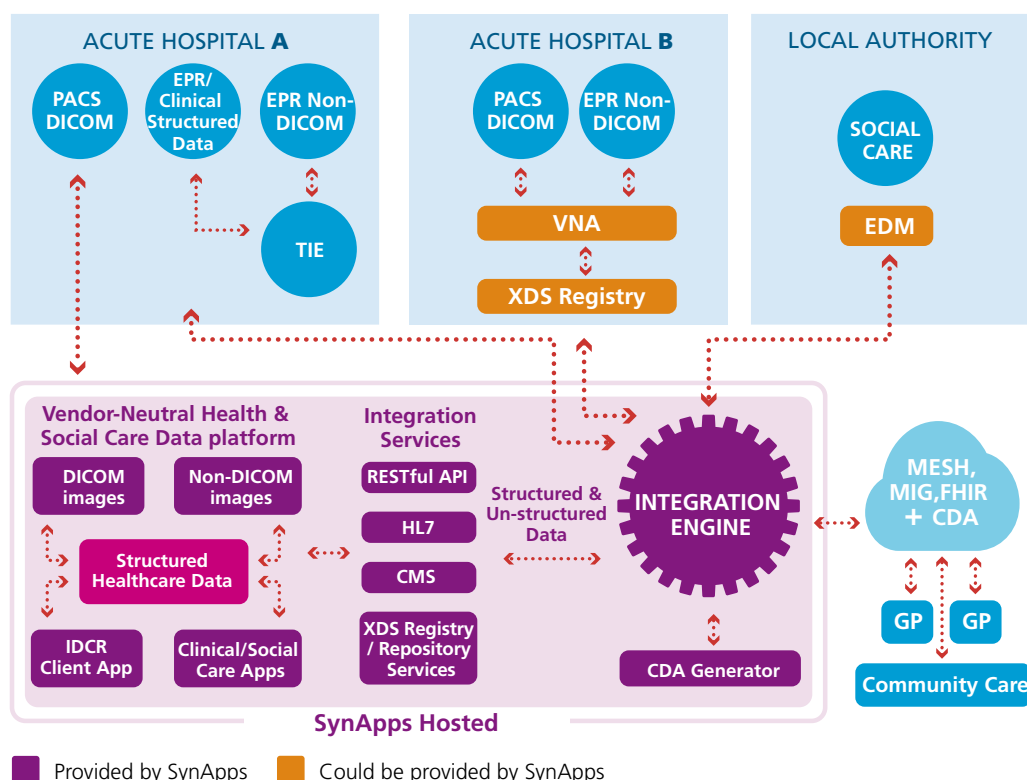 ACUTE HOSPITAL A
PACS
DICOM
EPR/
Clinical
Structured
Data
EPR Non-
DICOM
TIE
ACUTE HOSPITAL B
PACS
DICOM
EPR Non-
DICOM
VNA
XDS Registry
LOCAL AUTHORITY
SOCIAL
CARE
EDM
Vendor-Neutral Health &
Social Care Data platform
DICOM
images
Non-DICOM
images
Structured
Healthcare Data
IDCR
Client App
Clinical/Social
Care Apps
Integration
Services
RESTful API
HL7
CMS
XDS Registry
/ Repository
Services
Structured &
Un-structured
Data
INTEGRATION
ENGINE
CDA Generator
MESH,
MIG,FHIR
+ CDA
GP
GP
Community Care
SynApps Hosted
Provided by SynApps
Could be provided by SynApps